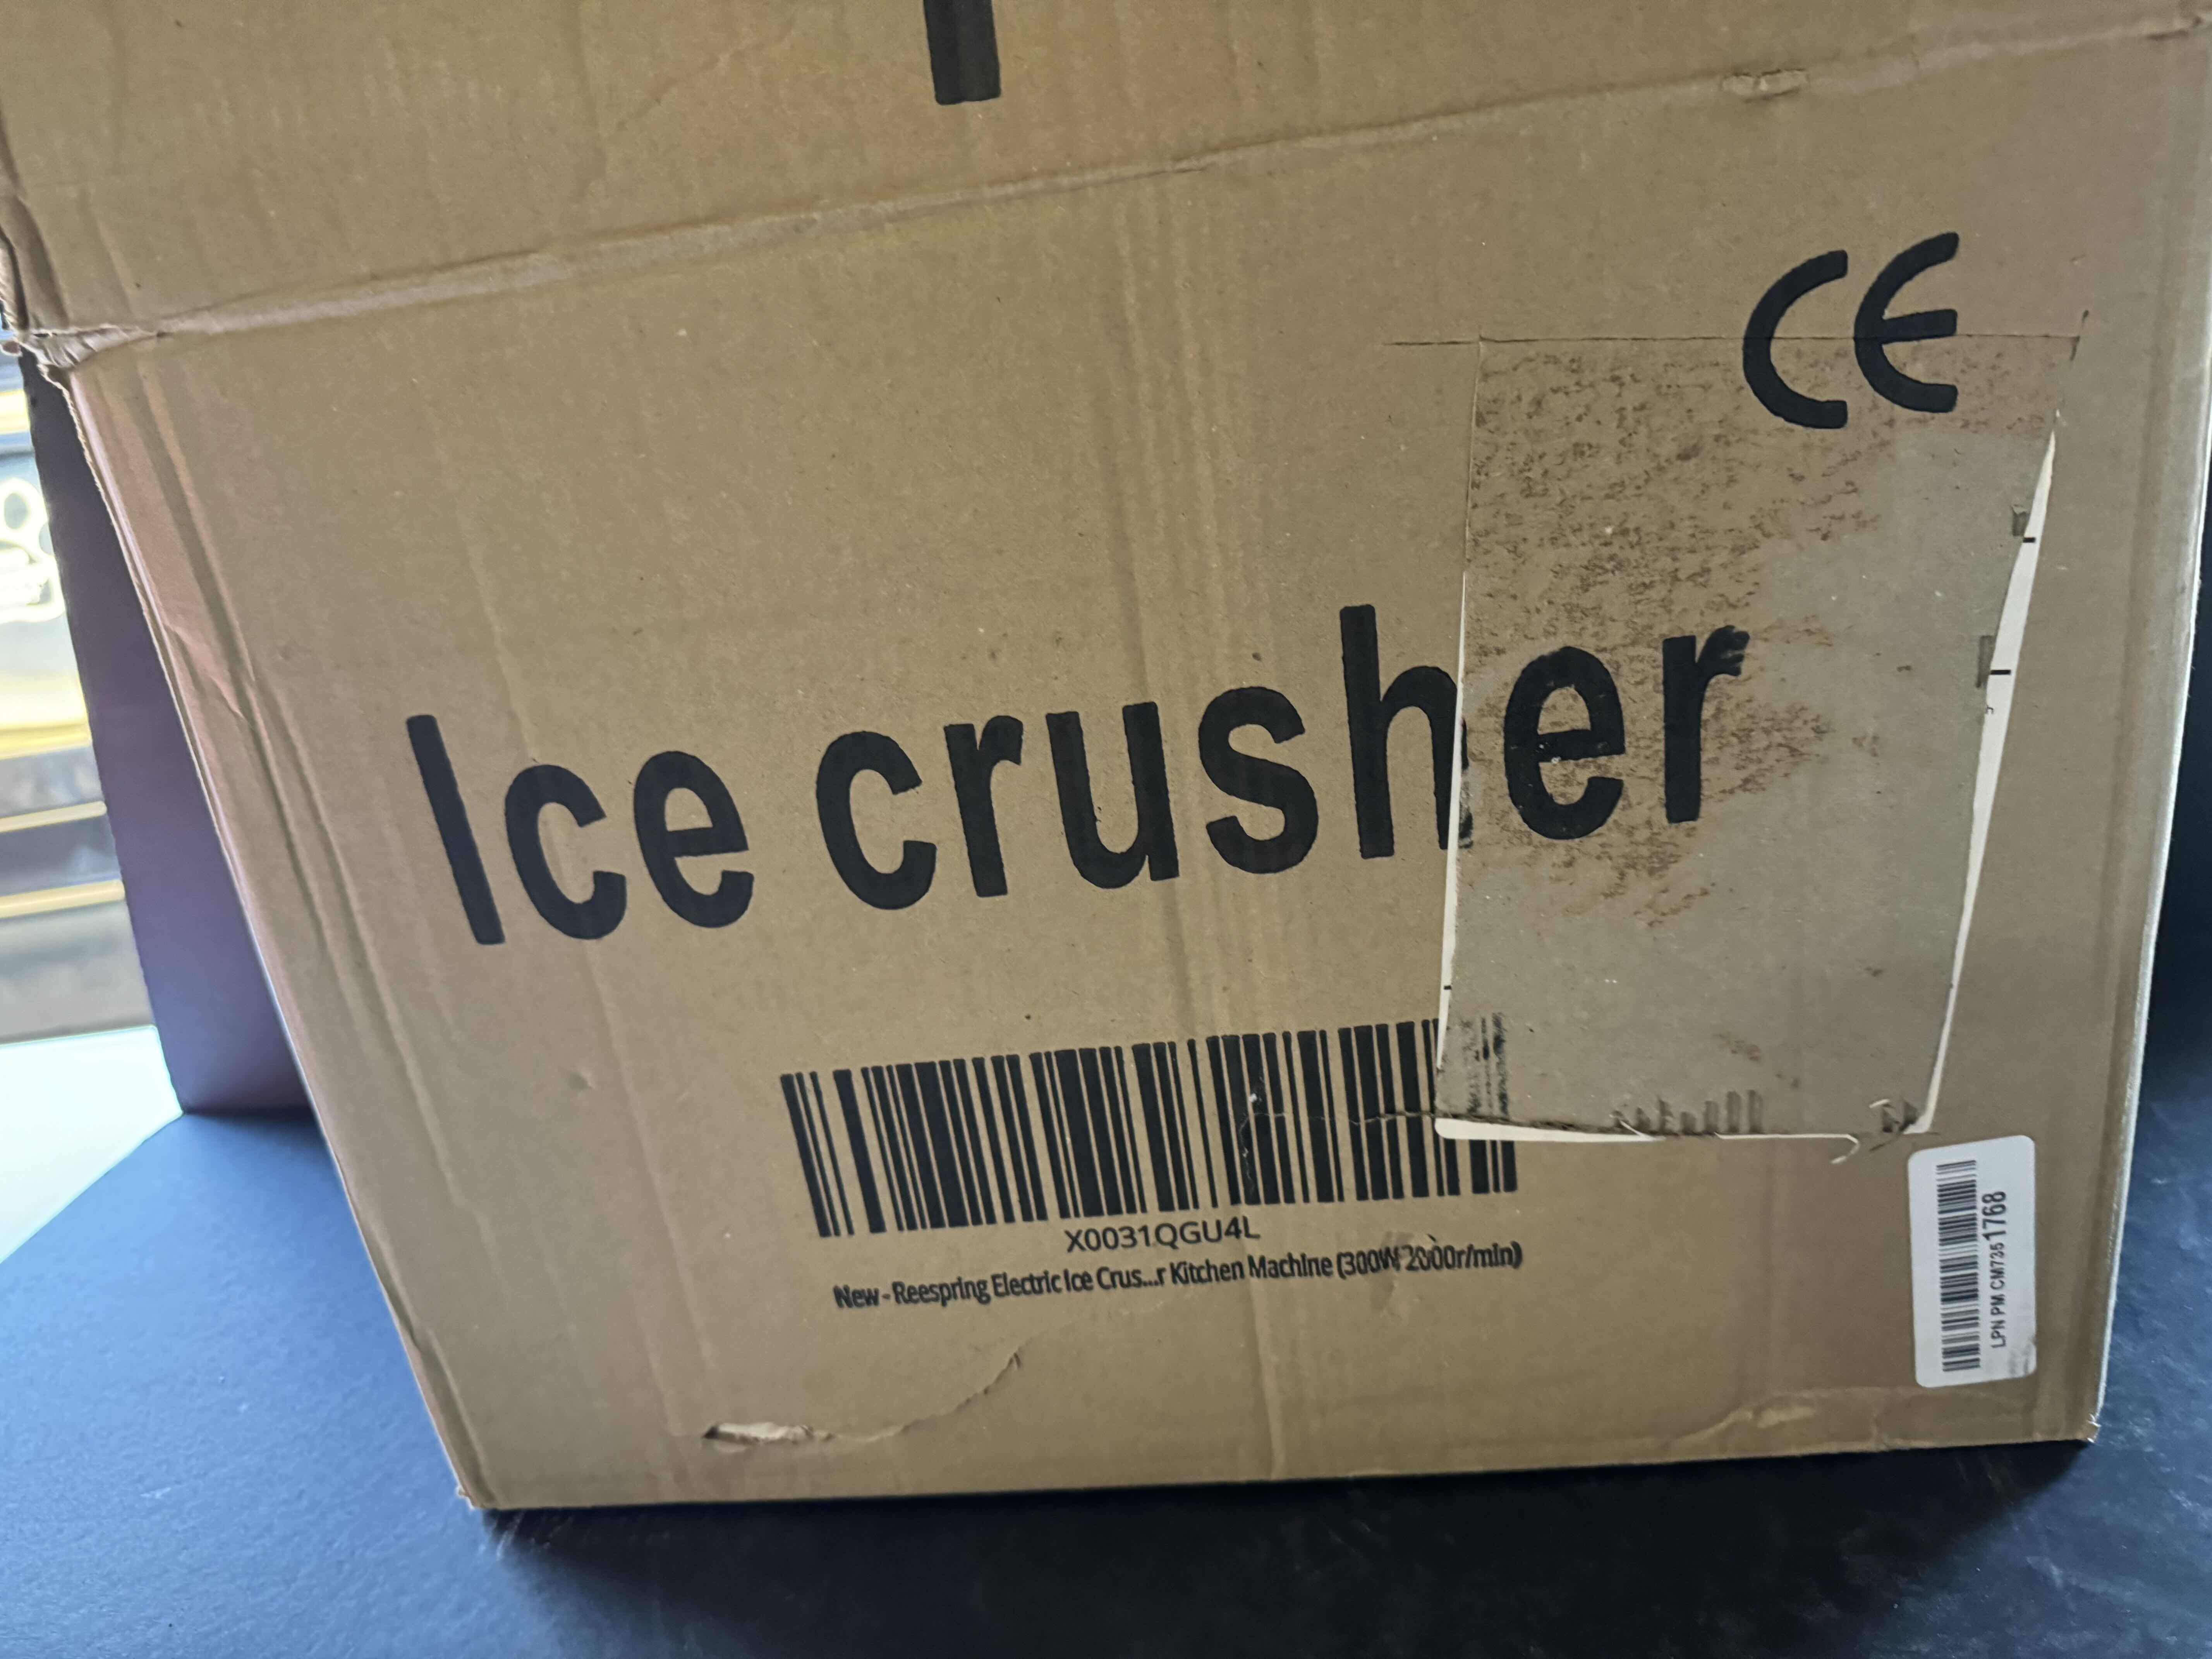 CE
Ice crusher
X0031QGU4L
New - Reespring Electric Ice Crus...r Kitchen Machine (300W 2000r/min)
LPN PM CM7351768